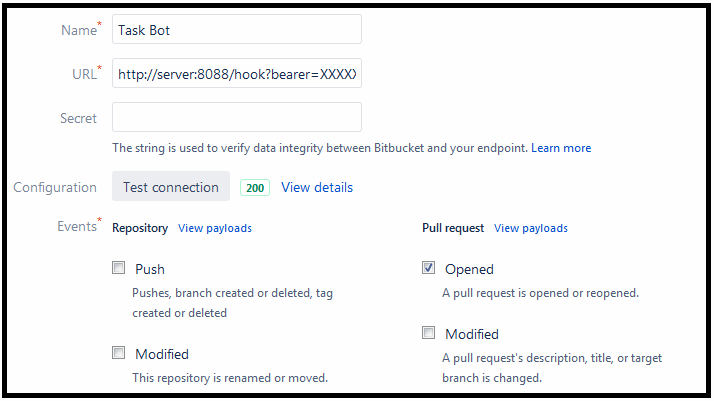 Name* Task Bot
URL* http://server:8088/hook?bearer=XXXX
Secret
The string is used to verify data integrity between Bitbucket and your endpoint. Learn more
Configuration Test connection 200 View details
Events* Repository View payloads Pull request View payloads
Push
Pushes, branch created or deleted, tag
created or deleted
Opened
A pull request is opened or reopened.
Modified
This repository is renamed or moved.
Modified
A pull request's description, title, or target
branch is changed.